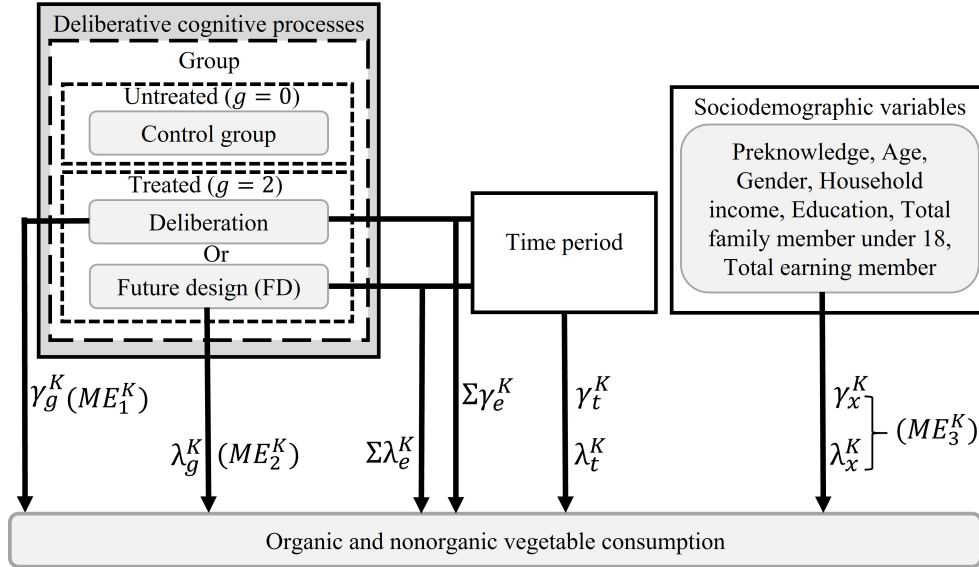 Deliberative cognitive processes
Group
Untreated (g = 0)
Control group
Treated (g = 2)
Deliberation
Or
Future design (FD)
Time period
Sociodemographic variables
Preknowledge, Age,
Gender, Household
income, Education, Total
family member under 18,
Total earning member
γ_g^K (ME_1^K)
λ_g^K (ME_2^K)
Σλ_e^K
Σγ_e^K
γ_t^K
λ_t^K
γ_x^K
λ_x^K
(ME_3^K)
Organic and nonorganic vegetable consumption